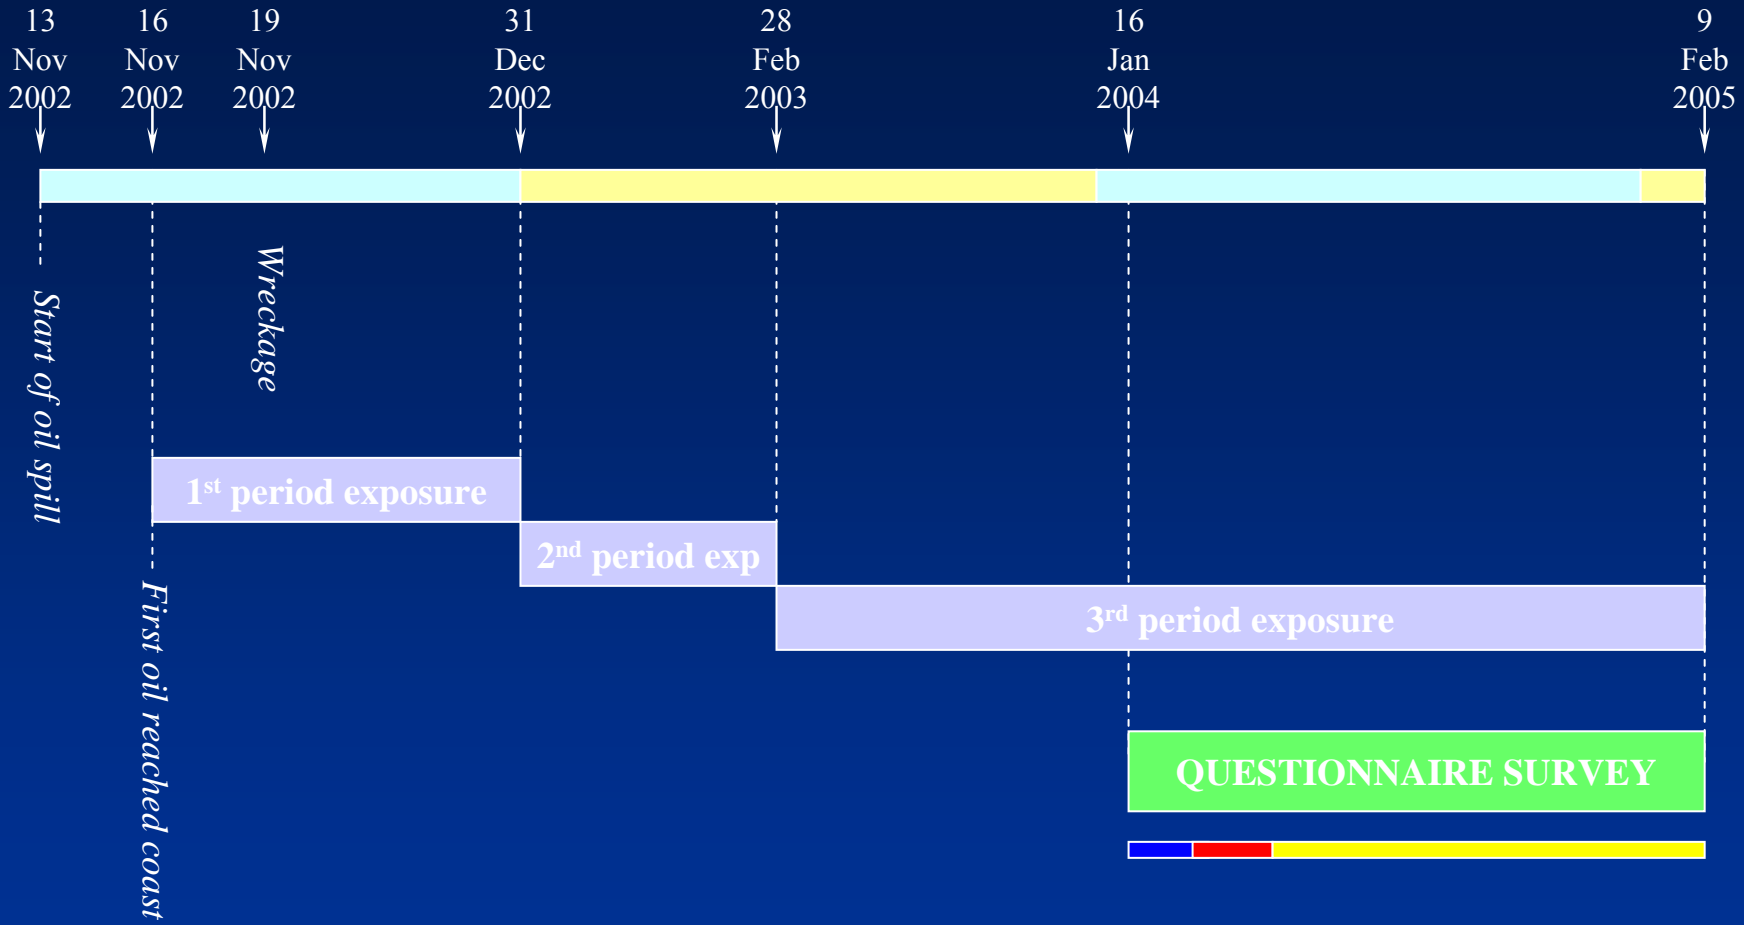 13
Nov
2002
16
Nov
2002
19
Nov
2002
31
Dec
2002
28
Feb
2003
16
Jan
2004
9
Feb
2005
Start of oil spill
First oil reached coast
Wreckage
1st period exposure
2nd period exp
3rd period exposure
QUESTIONNAIRE SURVEY